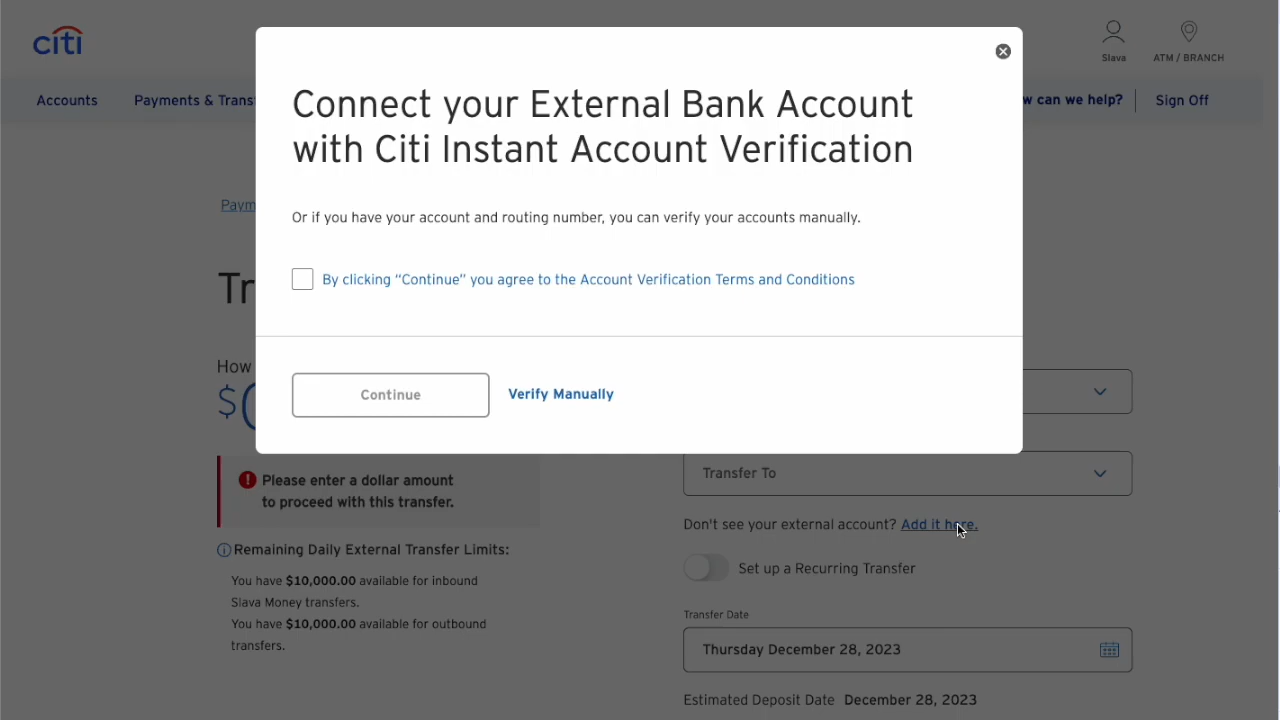 citi
Slava
ATM / BRANCH
Accounts
Payments & Trans
w can we help?
Sign Off
Connect your External Bank Account
with Citi Instant Account Verification
Or if you have your account and routing number, you can verify your accounts manually.
By clicking “Continue” you agree to the Account Verification Terms and Conditions
Continue
Verify Manually
Paym
Tr
How
$
Please enter a dollar amount
to proceed with this transfer.
Remaining Daily External Transfer Limits:
You have $10,000.00 available for inbound
Slava Money transfers.
You have $10,000.00 available for outbound
transfers.
Transfer To
Don't see your external account? Add it here.
Set up a Recurring Transfer
Transfer Date
Thursday December 28, 2023
Estimated Deposit Date December 28, 2023